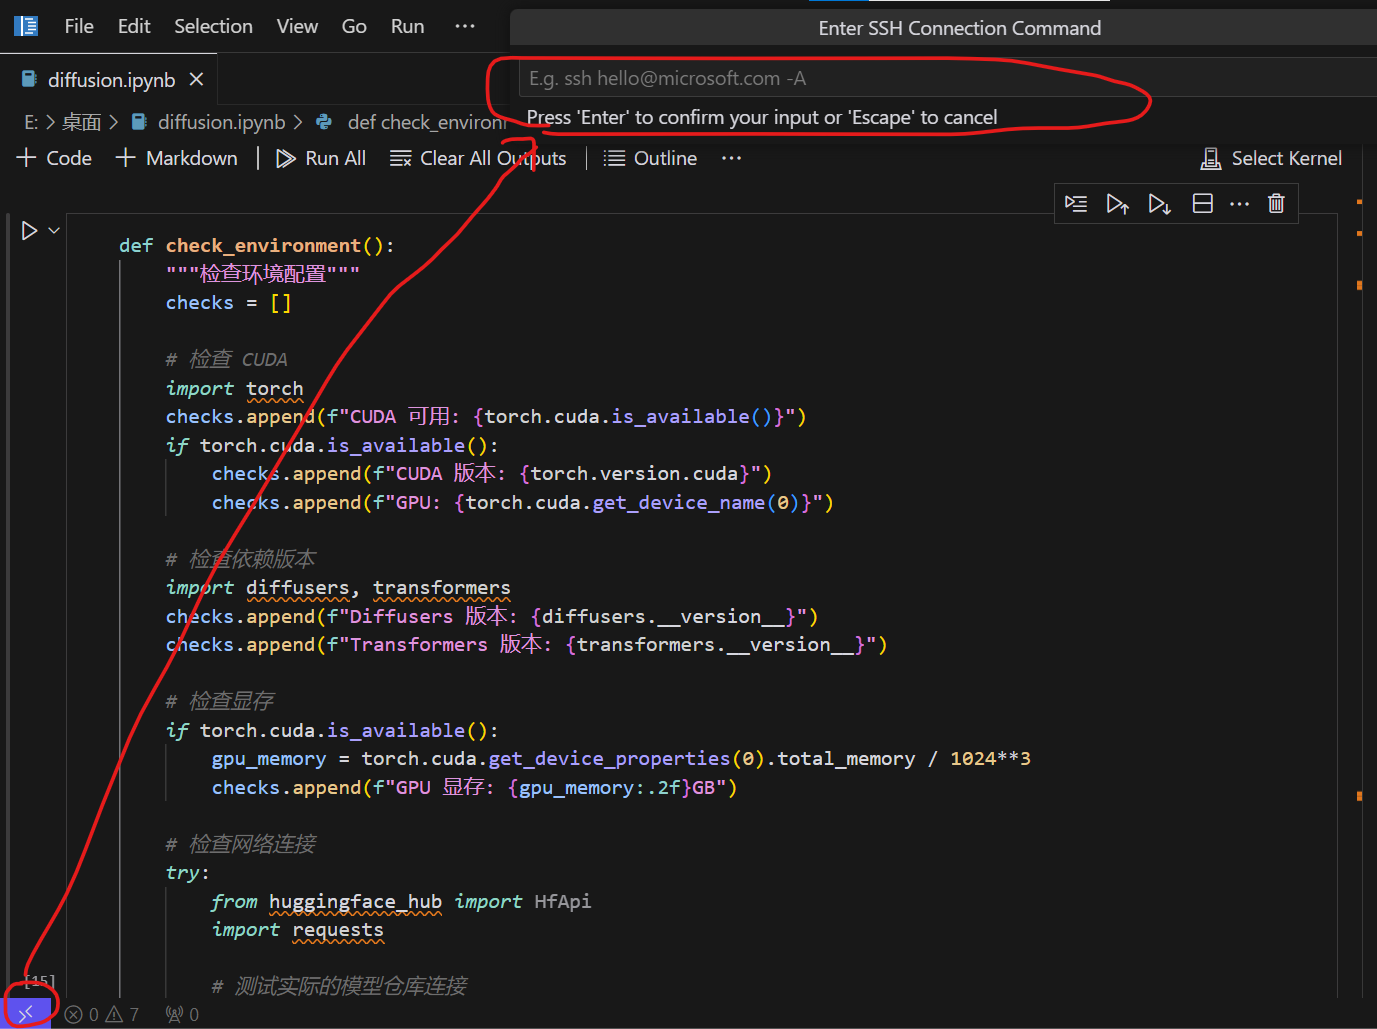 File Edit Selection View Go Run ···
Enter SSH Connection Command
diffusion.ipynb
E.g. ssh hello@microsoft.com -A
Press 'Enter' to confirm your input or 'Escape' to cancel
E: > 桌面 > diffusion.ipynb > def check_environ
+ Code + Markdown | Run All Clear All Outputs | Outline ··· Select Kernel
def check_environment():
"""检查环境配置"""
checks = []
# 检查 CUDA
import torch
checks.append(f"CUDA 可用: {torch.cuda.is_available()}")
if torch.cuda.is_available():
checks.append(f"CUDA 版本: {torch.version.cuda}")
checks.append(f"GPU: {torch.cuda.get_device_name(0)}")
# 检查依赖版本
import diffusers, transformers
checks.append(f"Diffusers 版本: {diffusers.__version__}")
checks.append(f"Transformers 版本: {transformers.__version__}")
# 检查显存
if torch.cuda.is_available():
gpu_memory = torch.cuda.get_device_properties(0).total_memory / 1024**3
checks.append(f"GPU 显存: {gpu_memory:.2f}GB")
# 检查网络连接
try:
from huggingface_hub import HfApi
import requests
[15]
# 测试实际的模型仓库连接
0 7 0